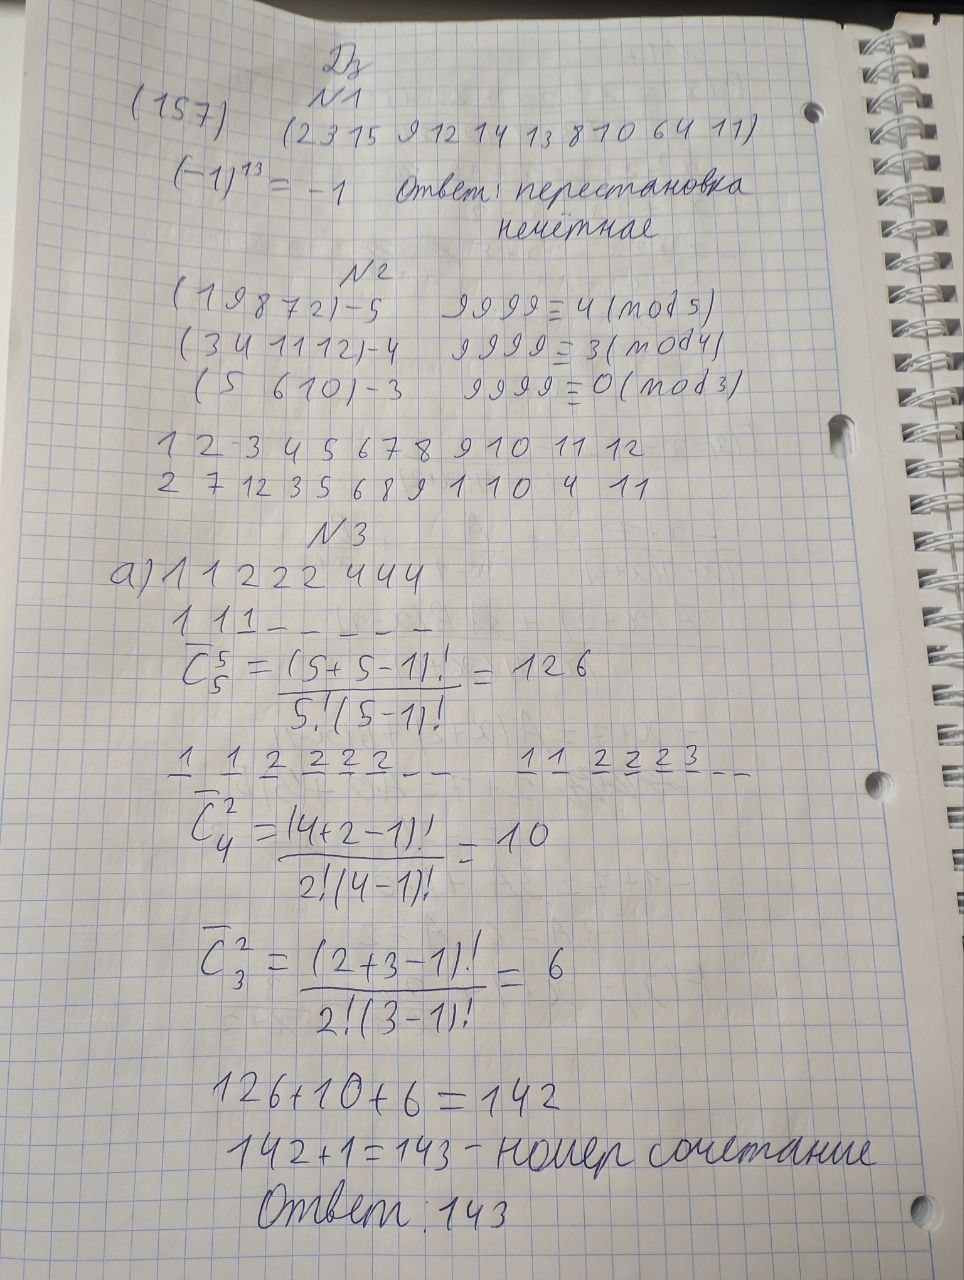 Дз
N1
(157) (2 3 15 9 12 14 13 8 10 6 4 11)
(-1)^13 = -1 Ответ: перестановка
нечётная
N2
(1 9 8 7 2) - 5 9999 ≡ 4 (mod 5)
(3 4 11 12) - 4 9999 ≡ 3 (mod 4)
(5 6 10) - 3 9999 ≡ 0 (mod 3)
1 2 3 4 5 6 7 8 9 10 11 12
2 7 12 3 5 6 8 9 1 10 4 11
N3
а) 1 1 2 2 2 4 4 4
1 1 1 _ _ _ _ _
C̅_5^5 = (5+5-1)! / 5!(5-1)! = 126
1 1 2 2 2 2 _ _ 1 1 2 2 2 3 _ _
C̅_4^2 = (4+2-1)! / 2!(4-1)! = 10
C̅_3^2 = (2+3-1)! / 2!(3-1)! = 6
126+10+6 = 142
142+1 = 143 - номер сочетание
Ответ: 143